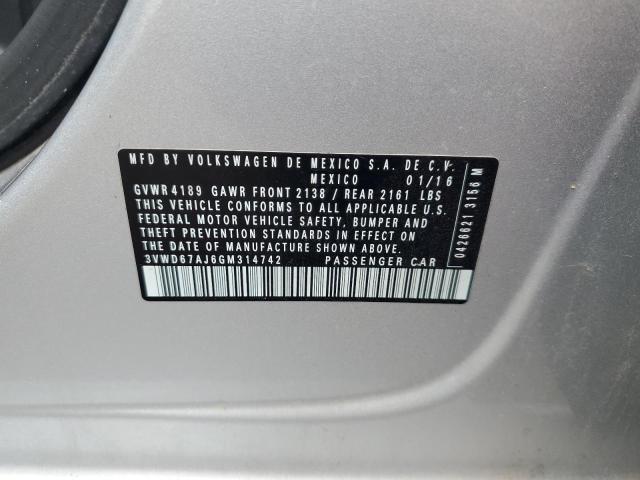 MFD BY VOLKSWAGEN DE MEXICO S.A. DE C.V.
MEXICO 01/16
GVWR 4189 GAWR FRONT 2138 / REAR 2161 LBS
THIS VEHICLE CONFORMS TO ALL APPLICABLE U.S.
FEDERAL MOTOR VEHICLE SAFETY, BUMPER AND
THEFT PREVENTION STANDARDS IN EFFECT ON
THE DATE OF MANUFACTURE SHOWN ABOVE.
3VWD67AJ6GM314742 PASSENGER CAR
0426621 3156 M